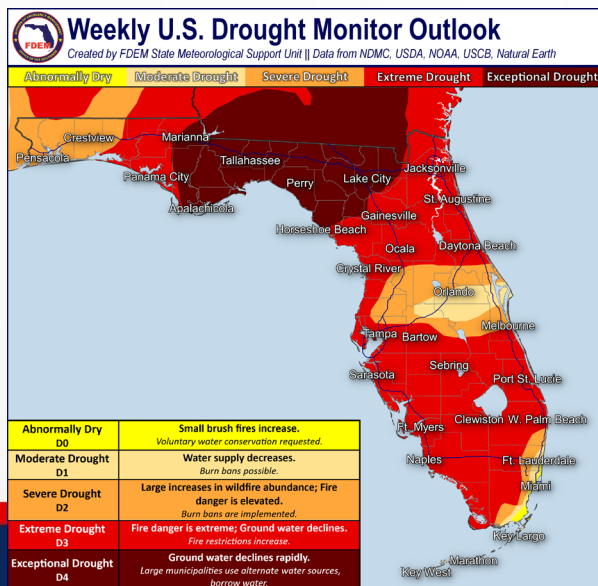 FDEM
Weekly U.S. Drought Monitor Outlook
Created by FDEM State Meteorological Support Unit || Data from NDMC, USDA, NOAA, USCB, Natural Earth
Abnormally Dry Moderate Drought Severe Drought Extreme Drought Exceptional Drought
Crestview
Marianna
Pensacola
Tallahassee
Jacksonville
Panama City
Perry
Lake City
St. Augustine
Apalachicola
Gainesville
Horseshoe Beach
Ocala
Daytona Beach
Crystal River
Orlando
Tampa
Bartow
Melbourne
Sebring
Sarasota
Port St. Lucie
Ft. Myers
Clewiston
W. Palm Beach
Naples
Ft. Lauderdale
Miami
Key Largo
Marathon
Key West
Abnormally Dry
D0
Small brush fires increase.
Voluntary water conservation requested.
Moderate Drought
D1
Water supply decreases.
Burn bans possible.
Severe Drought
D2
Large increases in wildfire abundance; Fire
danger is elevated.
Burn bans are implemented.
Extreme Drought
D3
Fire danger is extreme; Ground water declines.
Fire restrictions increase.
Exceptional Drought
D4
Ground water declines rapidly.
Large municipalities use alternate water sources,
borrow water.